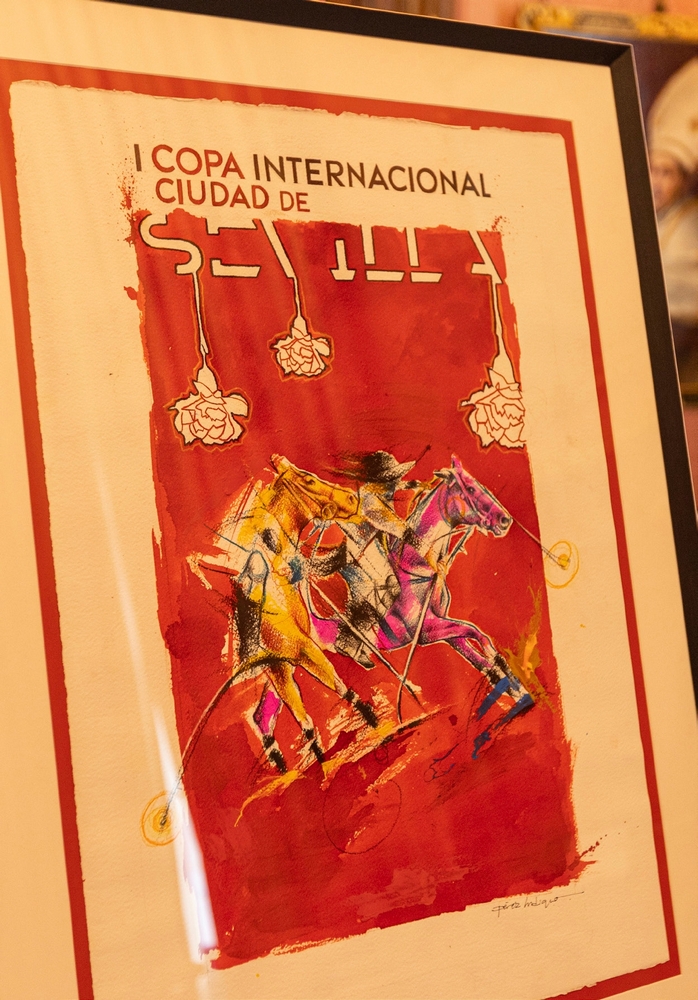 I COPA INTERNACIONAL
CIUDAD DE
SEVILLA